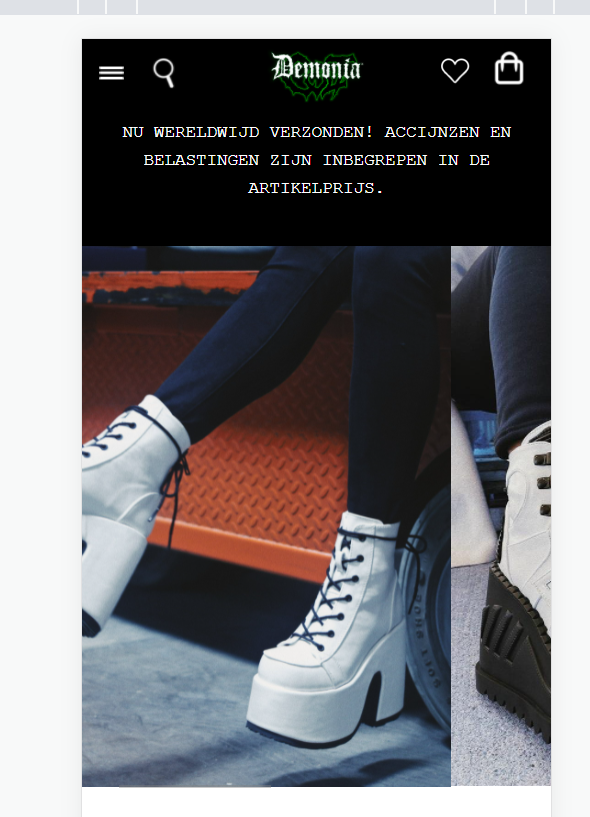 Demonia
NU WERELDWIJD VERZONDEN! ACCIJNZEN EN
BELASTINGEN ZIJN INBEGREPEN IN DE
ARTIKELPRIJS.